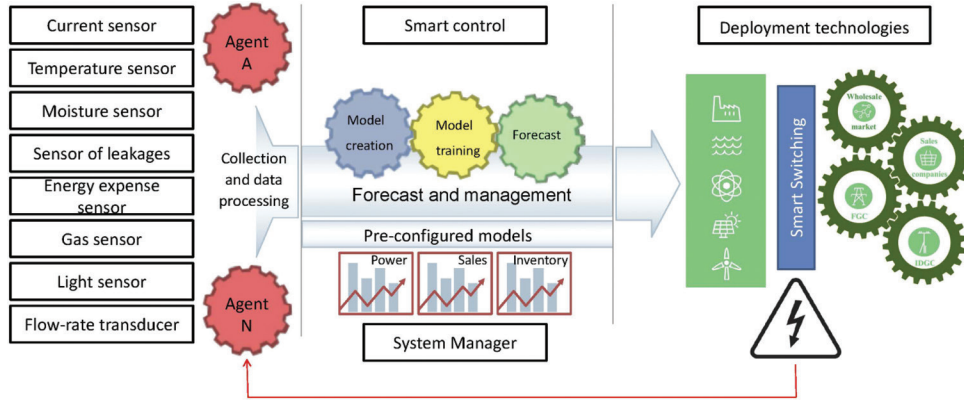 Current sensor
Temperature sensor
Moisture sensor
Sensor of leakages
Energy expense
sensor
Gas sensor
Light sensor
Flow-rate transducer
Agent
A
Collection
and data
processing
Agent
N
Smart control
Model
creation
Model
training
Forecast
Forecast and management
Pre-configured models
Power
Sales
Inventory
System Manager
Deployment technologies
Smart Switching
Wholesale
market
Sales
companies
FGC
IDGC